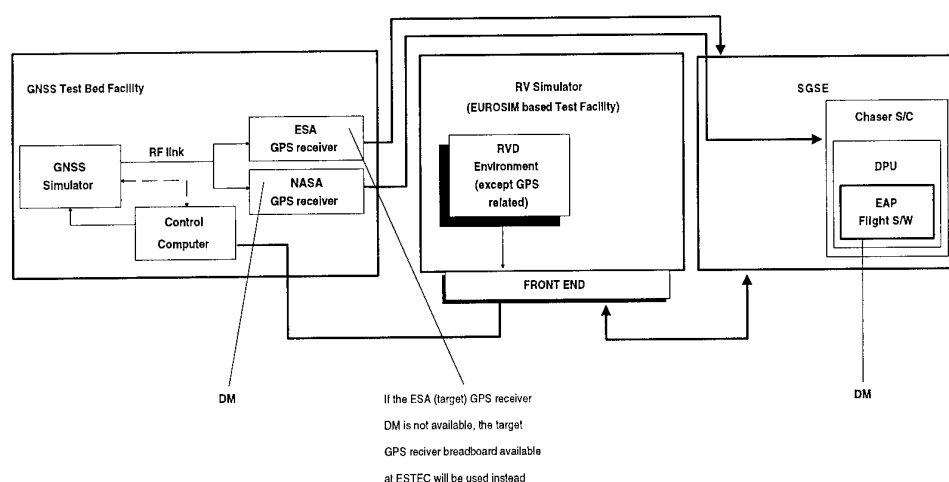 GNSS Test Bed Facility
GNSS
Simulator
RF link
ESA
GPS receiver
NASA
GPS receiver
Control
Computer
RV Simulator
(EUROSIM based Test Facility)
RVD
Environment
(except GPS
related)
FRONT END
SGSE
Chaser S/C
DPU
EAP
Flight S/W
DM
If the ESA (target) GPS receiver
DM is not available, the target
GPS reciver breadboard available
at ESTEC will be used instead
DM